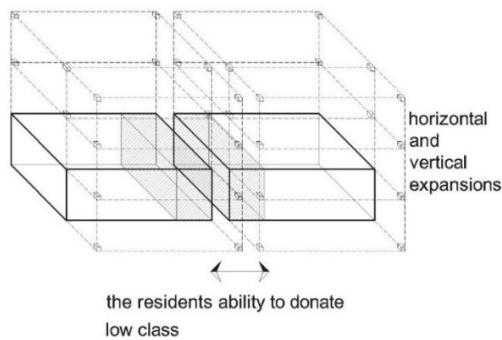 horizontal
and
vertical
expansions
the residents ability to donate
low class